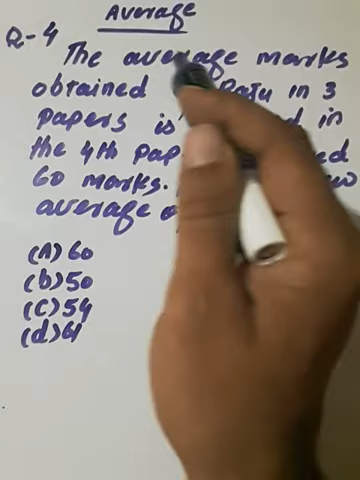 Average
Q-4
The average marks
obtained Raju in 3
Papers is in
the 4th
60 marks.
average
(A) 60
(b) 50
(c) 54
(d) 61